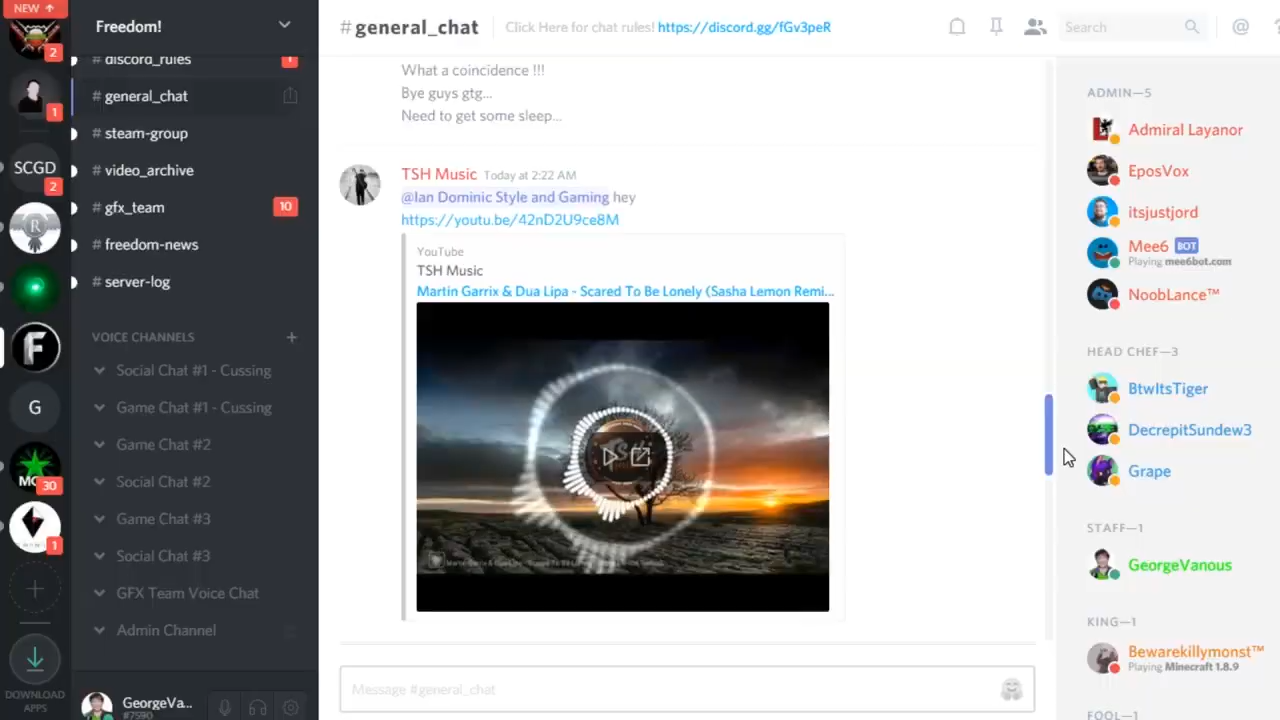 NEW
2
1
SCGD
2
R
F
G
30
1
DOWNLOAD
APPS
Freedom!
# discord_rules
1
# general_chat
# steam-group
# video_archive
# gfx_team
10
# freedom-news
# server-log
VOICE CHANNELS
Social Chat #1 - Cussing
Game Chat #1 - Cussing
Game Chat #2
Social Chat #2
Game Chat #3
Social Chat #3
GFX Team Voice Chat
Admin Channel
GeorgeVa...
#7590
# general_chat
Click Here for chat rules! https://discord.gg/fGv3peR
Search
What a coincidence !!!
Bye guys gtg...
Need to get some sleep...
TSH Music Today at 2:22 AM
@Ian Dominic Style and Gaming hey
https://youtu.be/42nD2U9ce8M
YouTube
TSH Music
Martin Garrix & Dua Lipa - Scared To Be Lonely (Sasha Lemon Remi...
Message #general_chat
ADMIN—5
Admiral Layanor
EposVox
itsjustjord
Mee6 BOT
Playing mee6bot.com
NoobLance™
HEAD CHEF—3
BtwItsTiger
DecrepitSundew3
Grape
STAFF—1
GeorgeVanous
KING—1
Bewarekillymonst™
Playing Minecraft 1.8.9
FOOL—1